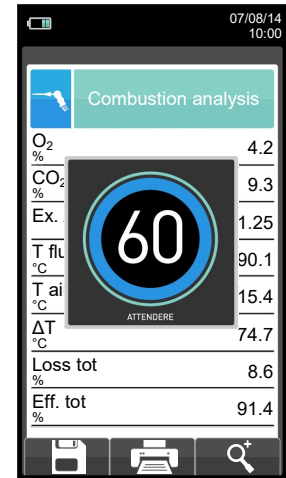 07/08/14
10:00
Combustion analysis
O2
%
4.2
CO2
%
9.3
Ex.
1.25
T flu
°C
90.1
T ai
°C
15.4
ΔT
°C
74.7
Loss tot
%
8.6
Eff. tot
%
91.4
60
ATTENDERE